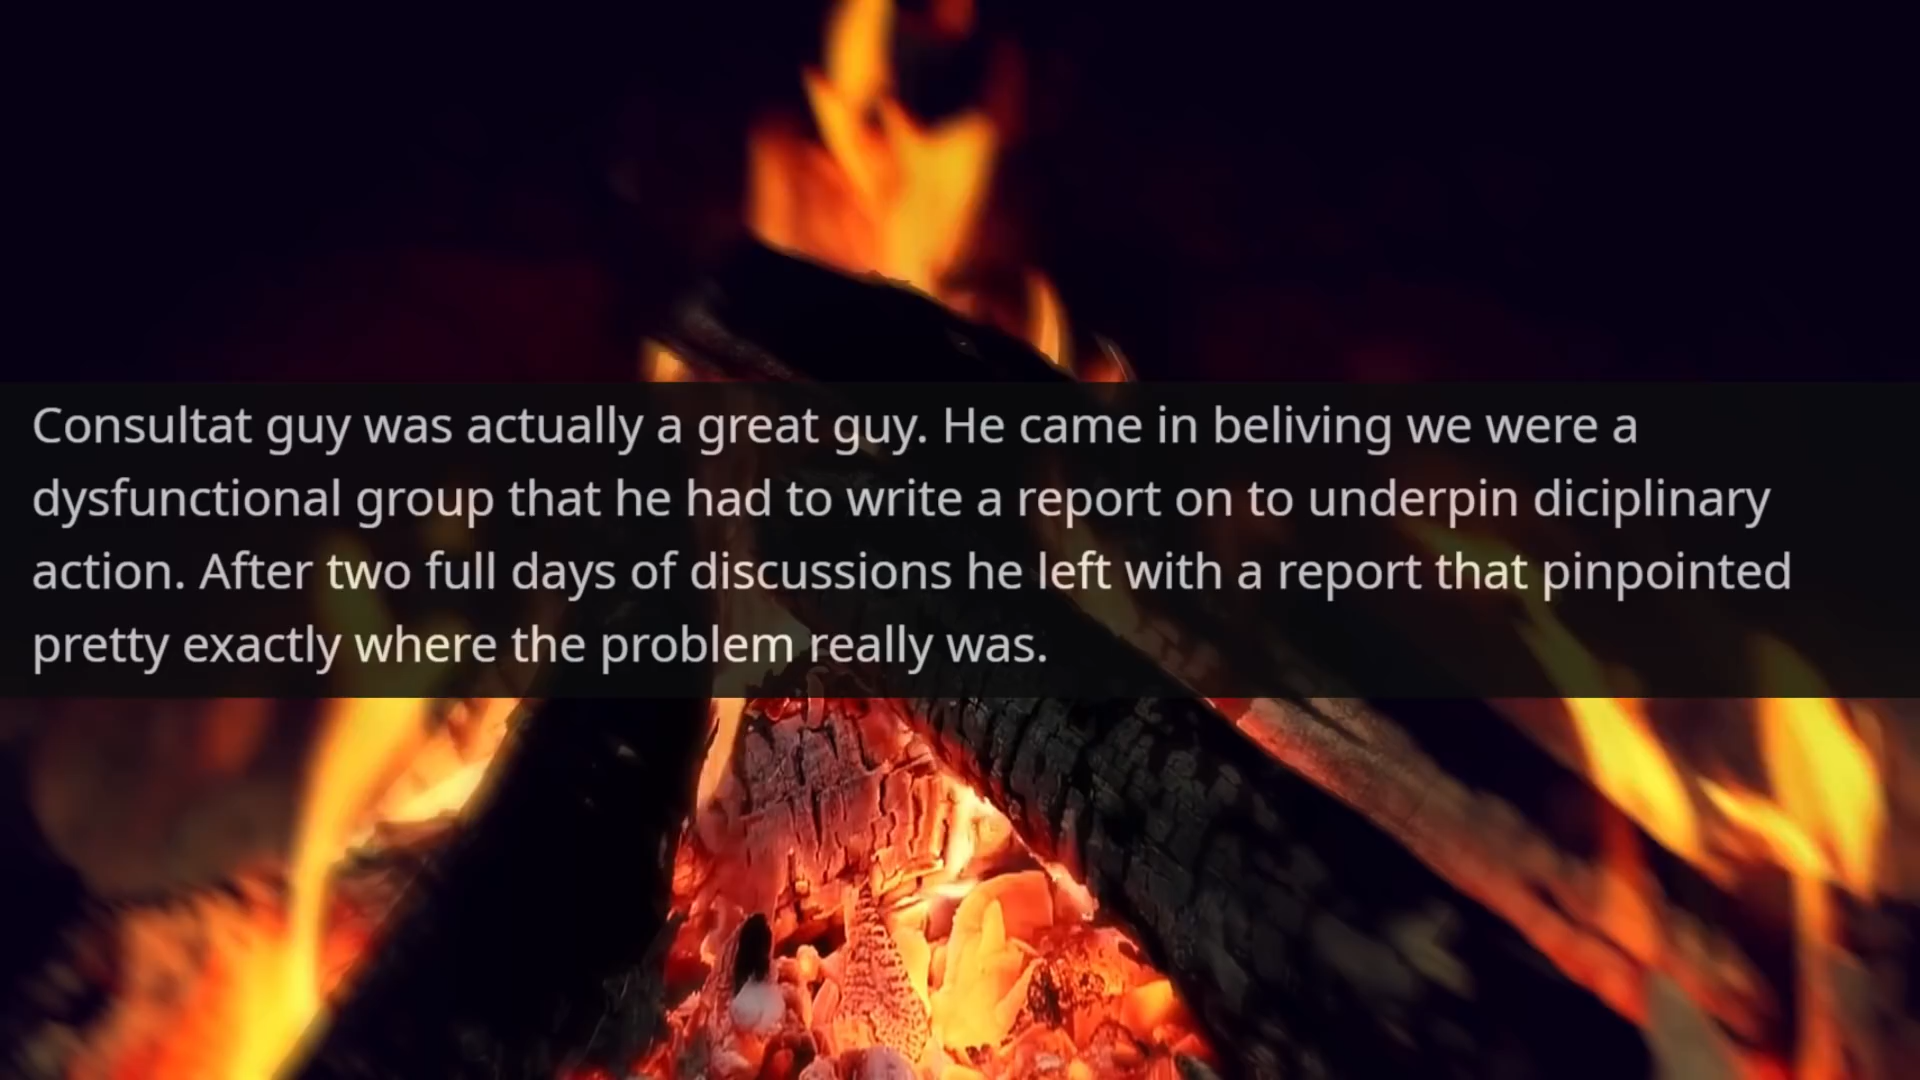 Consultat guy was actually a great guy. He came in beliving we were a
dysfunctional group that he had to write a report on to underpin diciplinary
action. After two full days of discussions he left with a report that pinpointed
pretty exactly where the problem really was.